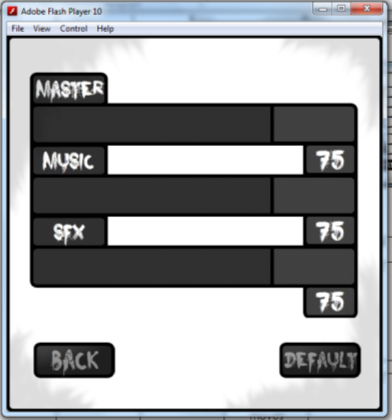 Adobe Flash Player 10
File View Control Help
MASTER
MUSIC 75
SFX 75
75
BACK DEFAULT